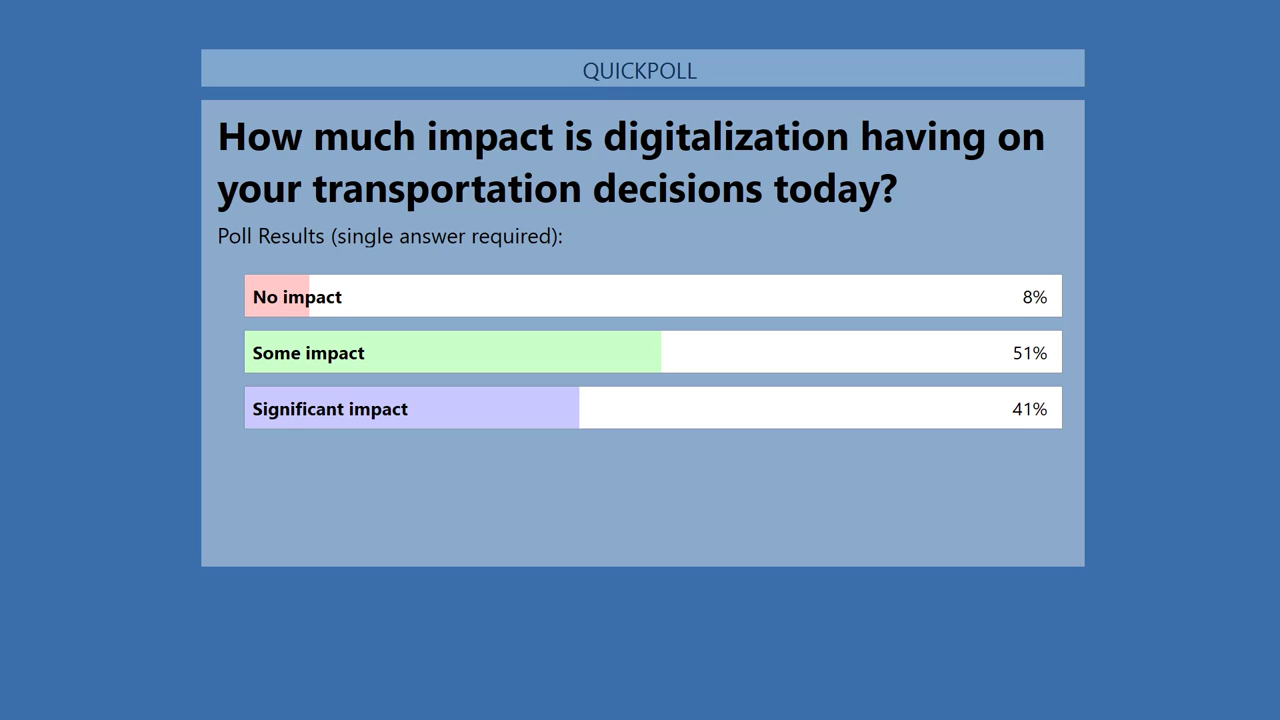 QUICKPOLL
How much impact is digitalization having on
your transportation decisions today?
Poll Results (single answer required):
No impact 8%
Some impact 51%
Significant impact 41%